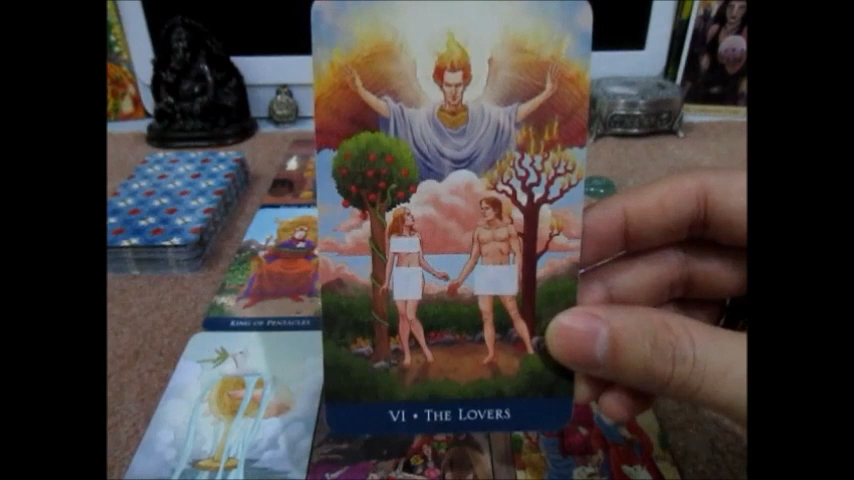 KING OF PENTACLES
VI • THE LOVERS